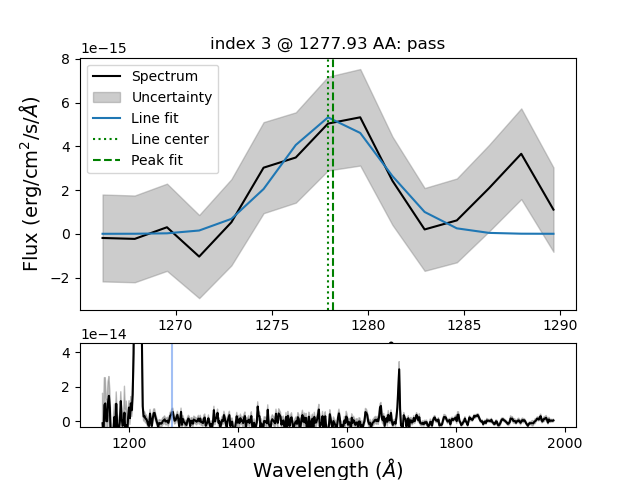 index 3 @ 1277.93 AA: pass
1e−15
8
6
4
2
0
−2
Flux (erg/cm²/s/Å)
Spectrum
Uncertainty
Line fit
Line center
Peak fit
1270
1275
1280
1285
1290
1e−14
4
2
0
1200
1400
1600
1800
2000
Wavelength (Å)